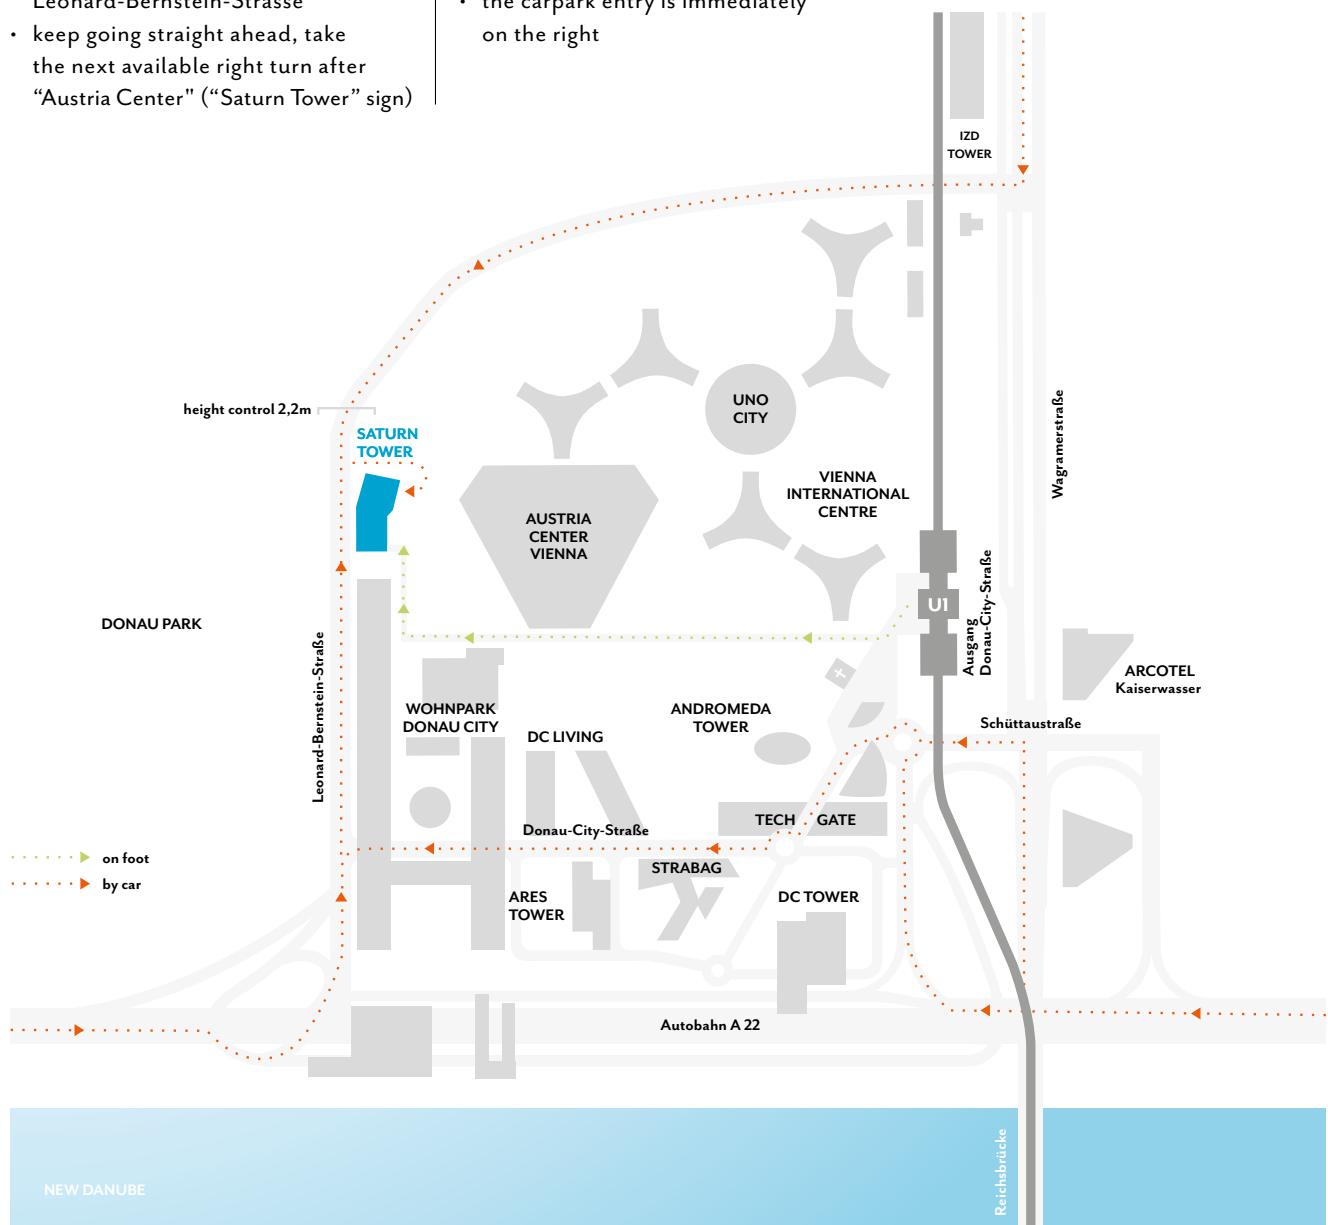 Leonard-Bernstein-Strasse
• keep going straight ahead, take
the next available right turn after
“Austria Center" (“Saturn Tower” sign)
• the carpark entry is immediately
on the right
IZD
TOWER
height control 2,2m
SATURN
TOWER
UNO
CITY
Wagramerstraße
VIENNA
INTERNATIONAL
CENTRE
AUSTRIA
CENTER
VIENNA
U1
Ausgang
Donau-City-Straße
DONAU PARK
Leonard-Bernstein-Straße
ARCOTEL
Kaiserwasser
WOHNPARK
DONAU CITY
DC LIVING
ANDROMEDA
TOWER
Schüttaustraße
TECH GATE
Donau-City-Straße
on foot
by car
STRABAG
ARES
TOWER
DC TOWER
Autobahn A 22
Reichsbrücke
NEW DANUBE